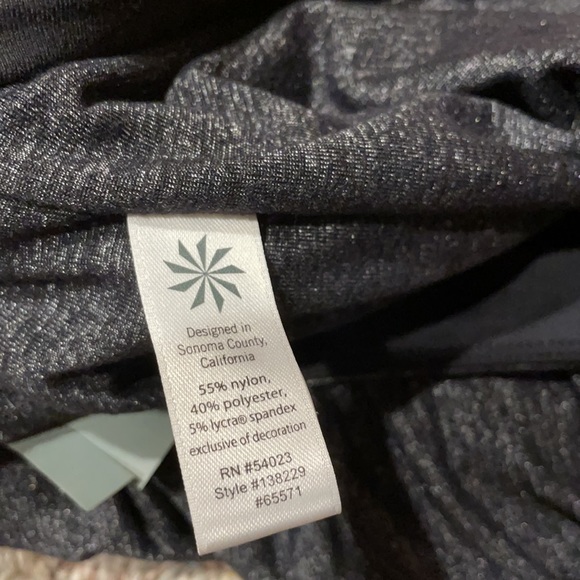 Designed in
Sonoma County,
California
55% nylon,
40% polyester,
5% lycra® spandex
exclusive of decoration
RN #54023
Style #138229
#65571